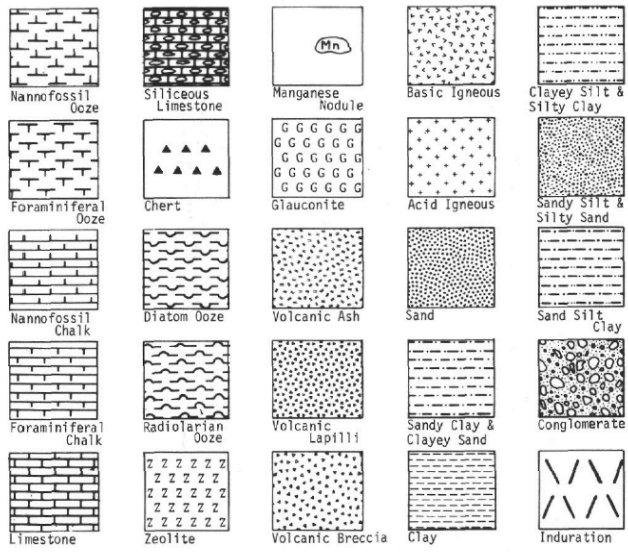 Mn
Nannofossil
Ooze
Siliceous
Limestone
Manganese
Nodule
Basic Igneous
Clayey Silt &
Silty Clay
G G G G G G
G G G G G
G G G G G
G G G G G
G G G G G
Foraminiferal
Ooze
Chert
Glauconite
Acid Igneous
Sandy Silt &
Silty Sand
Nannofossil
Chalk
Diatom Ooze
Volcanic Ash
Sand
Sand Silt
Clay
Foraminiferal
Chalk
Radiolarian
Ooze
Volcanic
Lapilli
Sandy Clay &
Clayey Sand
Conglomerate
Z Z Z Z Z Z
Z Z Z Z Z
Z Z Z Z Z
Z Z Z Z Z
Z Z Z Z Z Z
Limestone
Zeolite
Volcanic Breccia
Clay
Induration